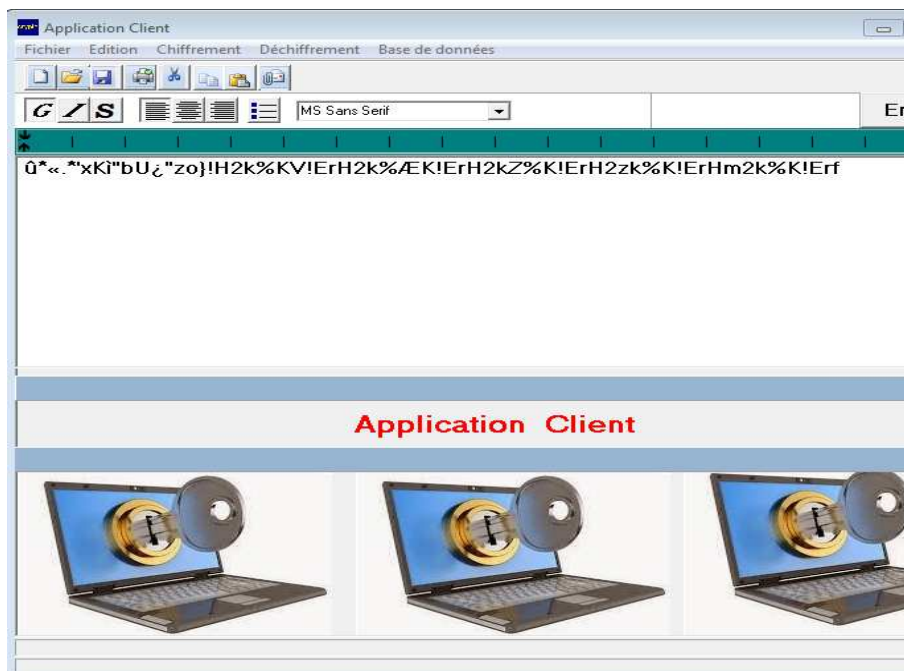 Application Client
Fichier Edition Chiffrement Déchiffrement Base de données
G I S MS Sans Serif Er
û*«.*'xKì"bU¿"zo}!H2k%KV!ErH2k%ÆK!ErH2kZ%K!ErH2zk%K!ErHm2k%K!Erf
Application Client